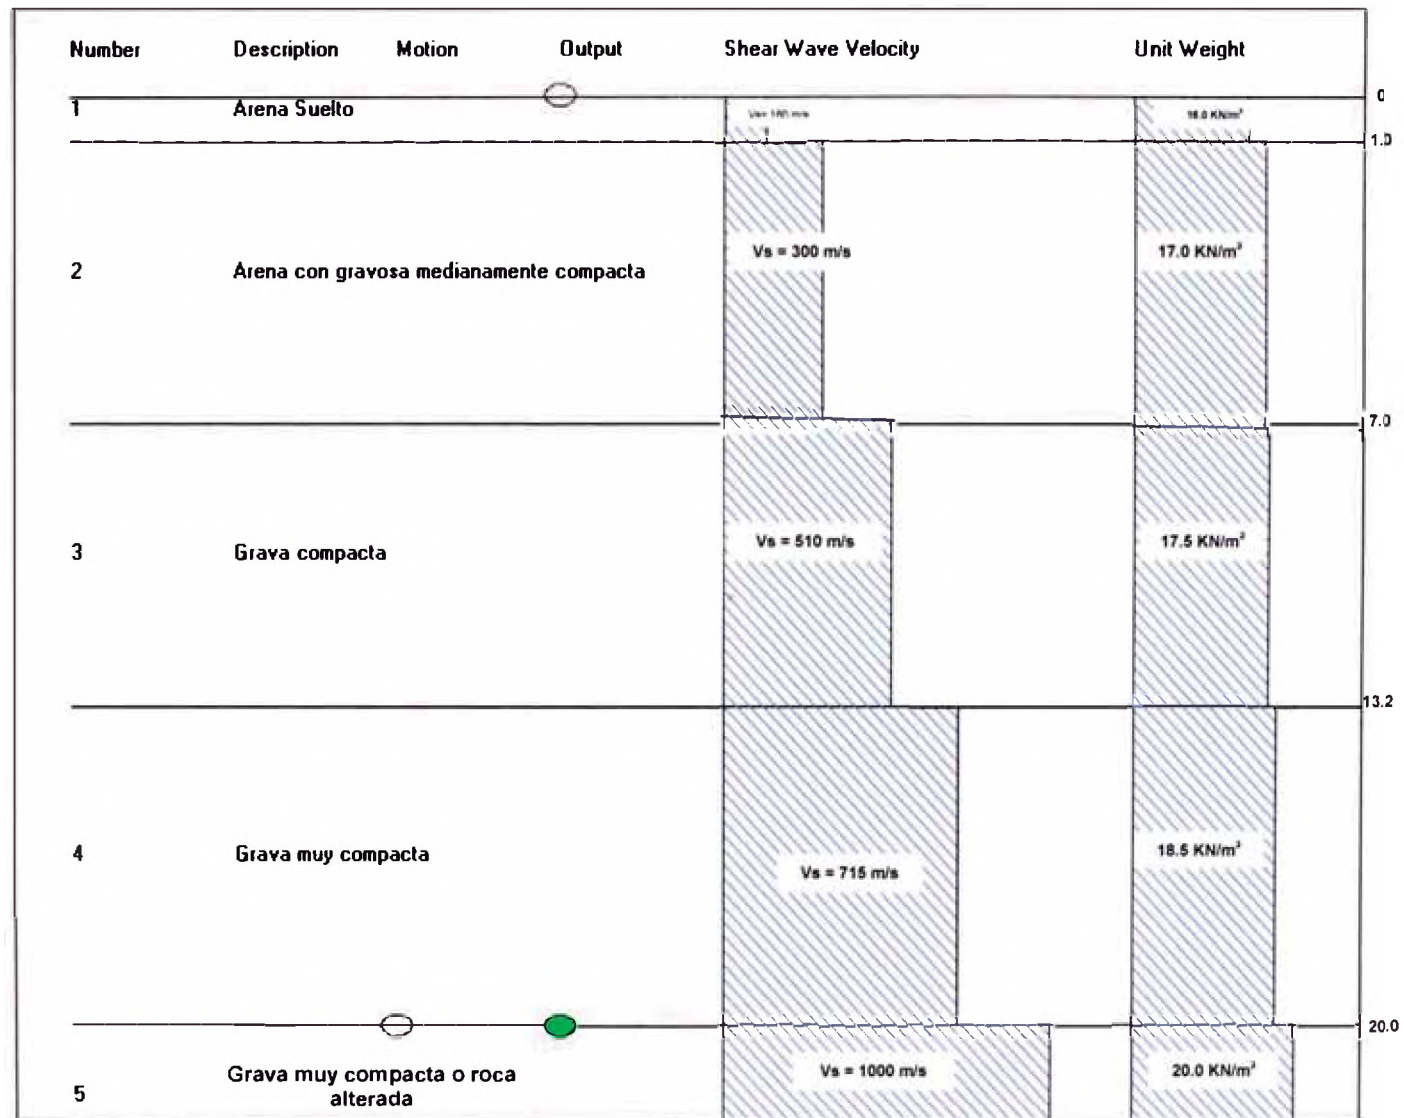 Number Description Motion Output Shear Wave Velocity Unit Weight
0
1 Arena Suelto m/s KN/m³
1.0
2 Arena con gravosa medianamente compacta Vs = 300 m/s 17.0 KN/m³
7.0
3 Grava compacta Vs = 510 m/s 17.5 KN/m³
13.2
4 Grava muy compacta Vs = 715 m/s 18.5 KN/m³
20.0
5 Grava muy compacta o roca Vs = 1000 m/s 20.0 KN/m³
alterada